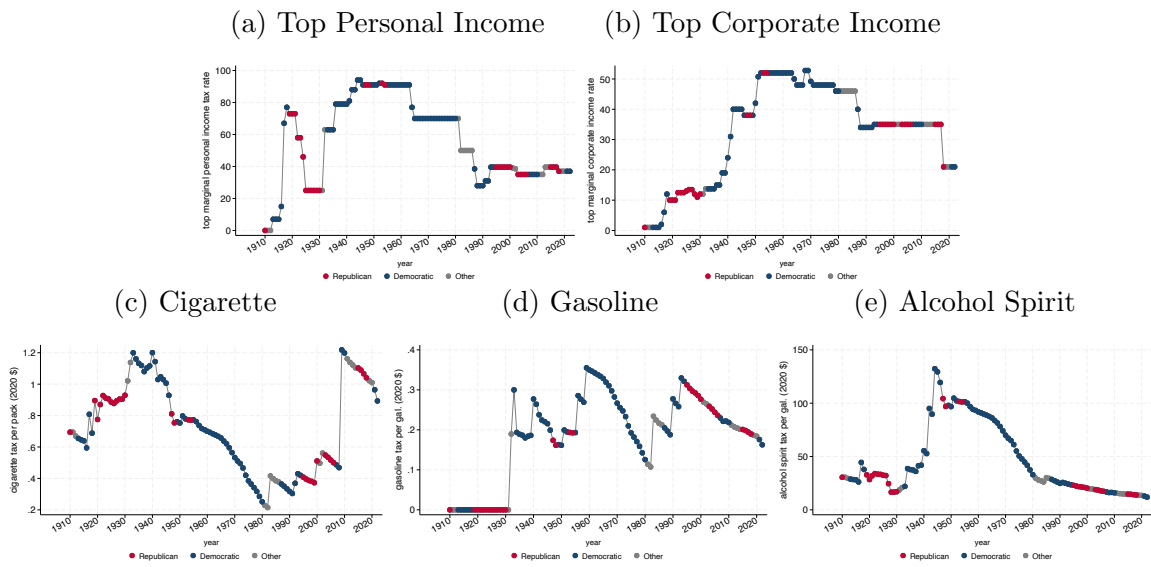 (a) Top Personal Income
top marginal personal income tax rate
100
80
60
40
20
0
1910 1920 1930 1940 1950 1960 1970 1980 1990 2000 2010 2020
year
Republican Democratic Other
(b) Top Corporate Income
top marginal corporate income rate
50
40
30
20
10
0
1910 1920 1930 1940 1950 1960 1970 1980 1990 2000 2010 2020
year
Republican Democratic Other
(c) Cigarette
cigarette tax per pack (2020 $)
1.2
1
.8
.6
.4
.2
1910 1920 1930 1940 1950 1960 1970 1980 1990 2000 2010 2020
year
Republican Democratic Other
(d) Gasoline
gasoline tax per gal. (2020 $)
.4
.3
.2
.1
0
1910 1920 1930 1940 1950 1960 1970 1980 1990 2000 2010 2020
year
Republican Democratic Other
(e) Alcohol Spirit
alcohol spirit tax per gal. (2020 $)
150
100
50
0
1910 1920 1930 1940 1950 1960 1970 1980 1990 2000 2010 2020
year
Republican Democratic Other